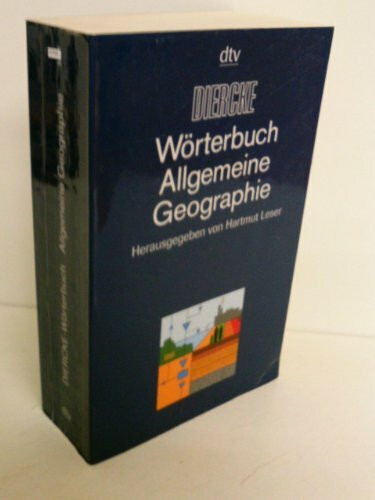 dtv
DIERCKE
Wörterbuch
Allgemeine
Geographie
Herausgegeben von Hartmut Leser
DIERCKE Wörterbuch Allgemeine Geographie